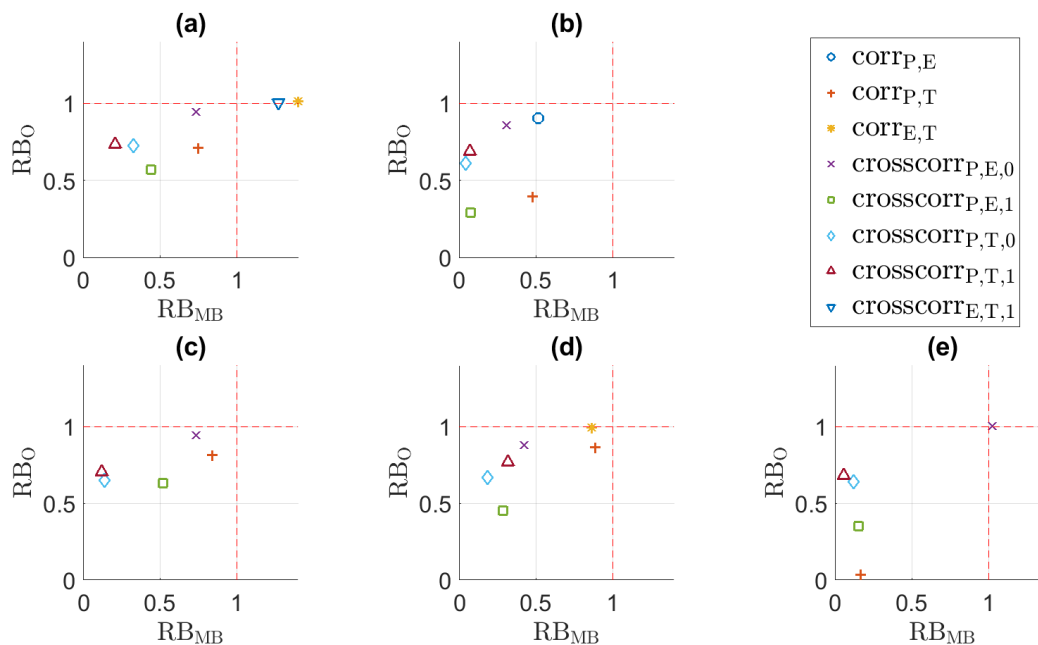 (a)
RB_O
1
0.5
0
0 0.5 1
RB_MB
(b)
RB_O
1
0.5
0
0 0.5 1
RB_MB
corr_P,E
corr_P,T
corr_E,T
crosscorr_P,E,0
crosscorr_P,E,1
crosscorr_P,T,0
crosscorr_P,T,1
crosscorr_E,T,1
(c)
RB_O
1
0.5
0
0 0.5 1
RB_MB
(d)
RB_O
1
0.5
0
0 0.5 1
RB_MB
(e)
RB_O
1
0.5
0
0 0.5 1
RB_MB